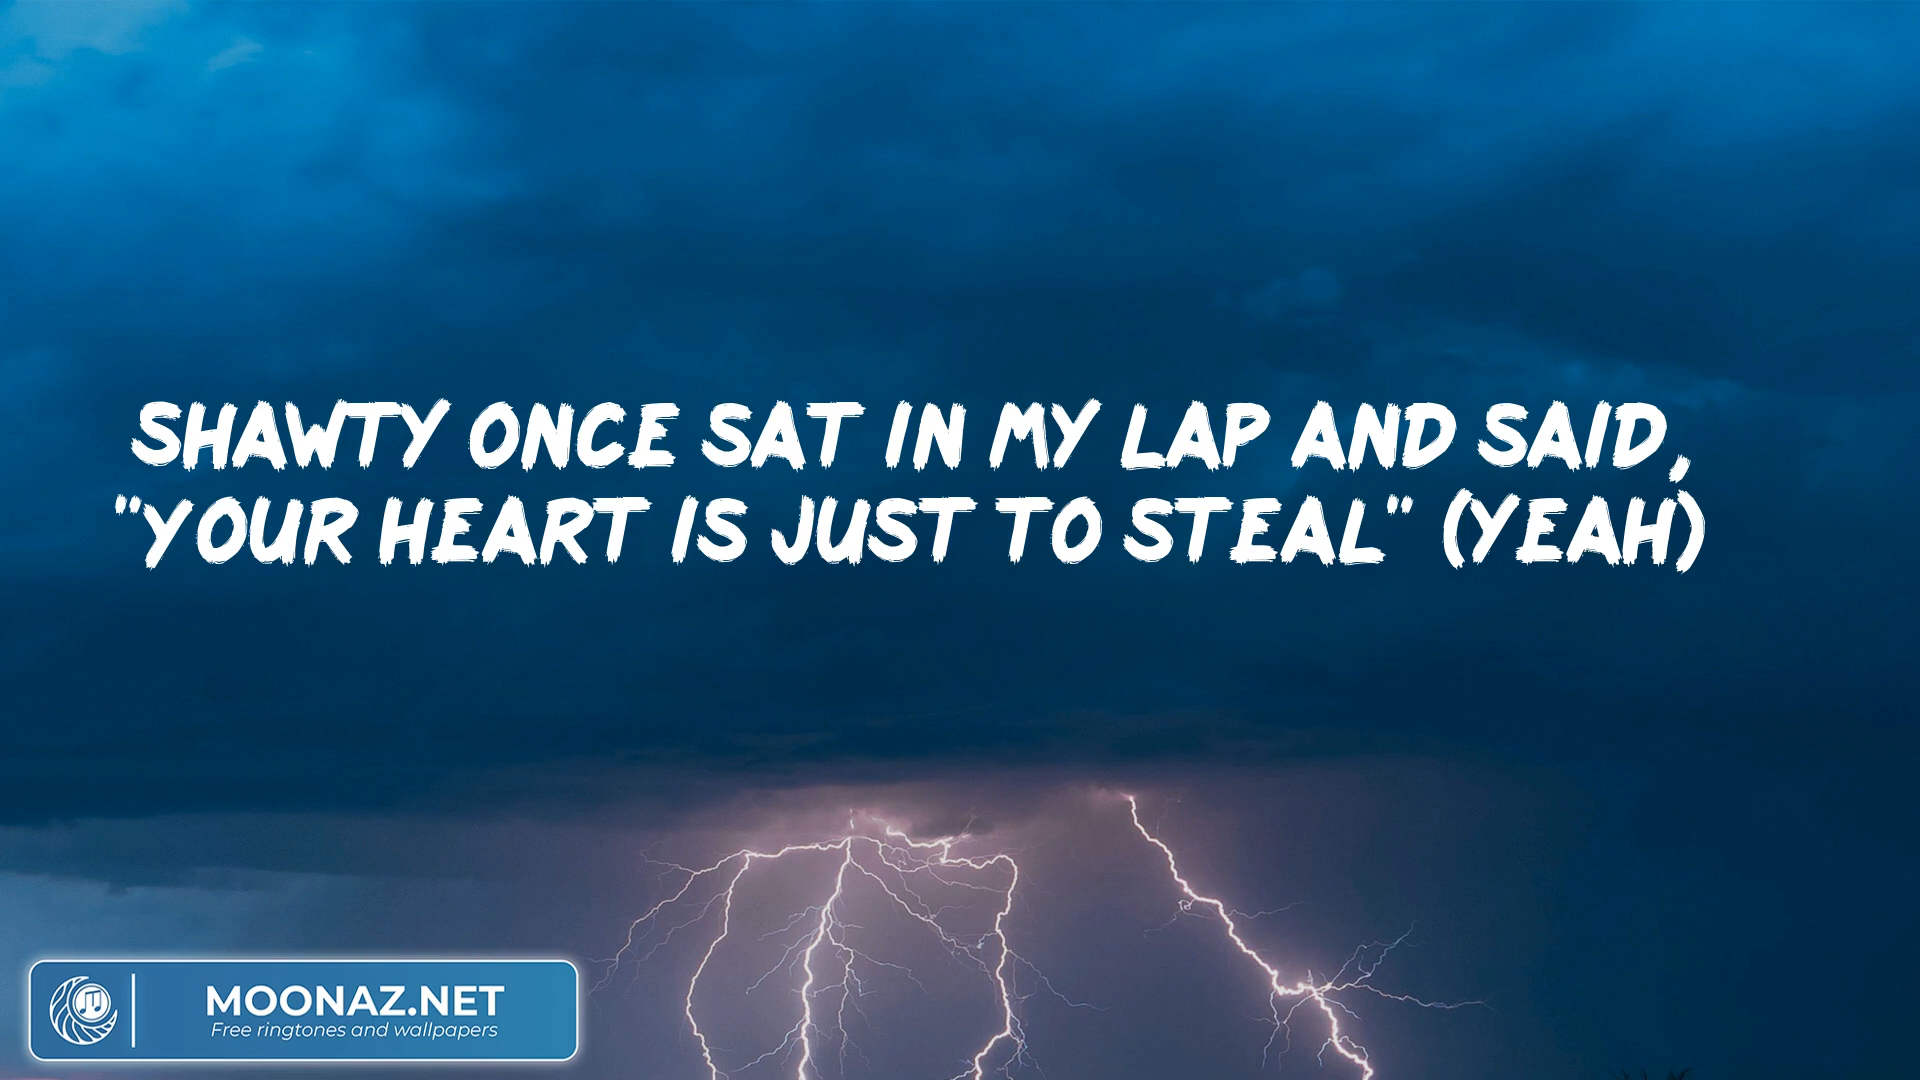 SHAWTY ONCE SAT IN MY LAP AND SAID,
"YOUR HEART IS JUST TO STEAL" (YEAH)
MOONAZ.NET
Free ringtones and wallpapers